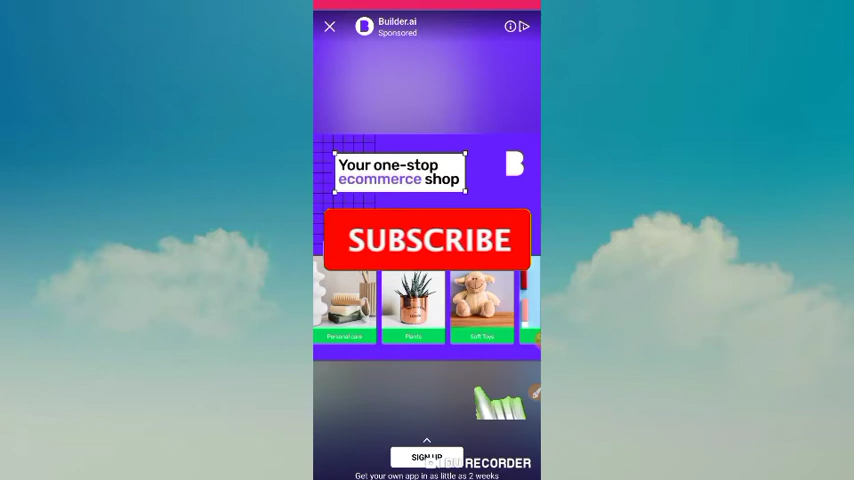 Builder.ai
Sponsored
Your one-stop
ecommerce shop
SUBSCRIBE
Personal care
Plants
Soft Toys
SIGN UP
DU RECORDER
Get your own app in as little as 2 weeks